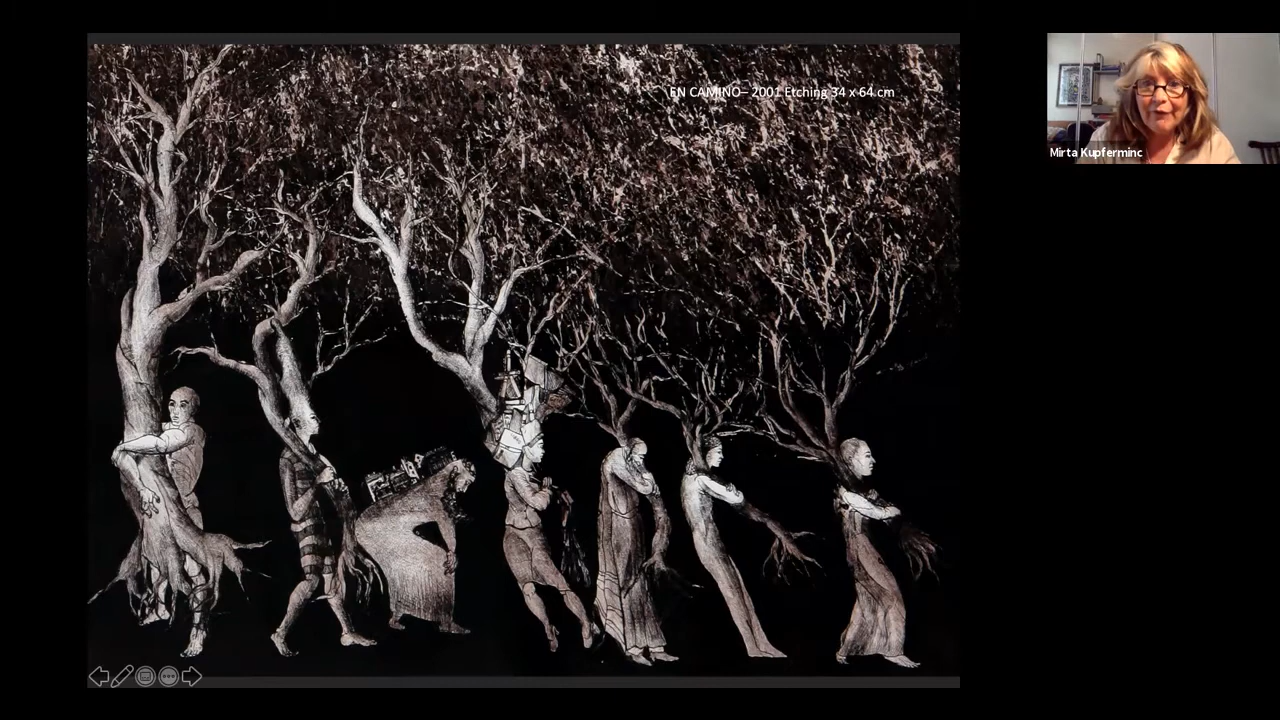 EN CAMINO– 2001 Etching 34 x 64 cm
Mirta Kupferminc